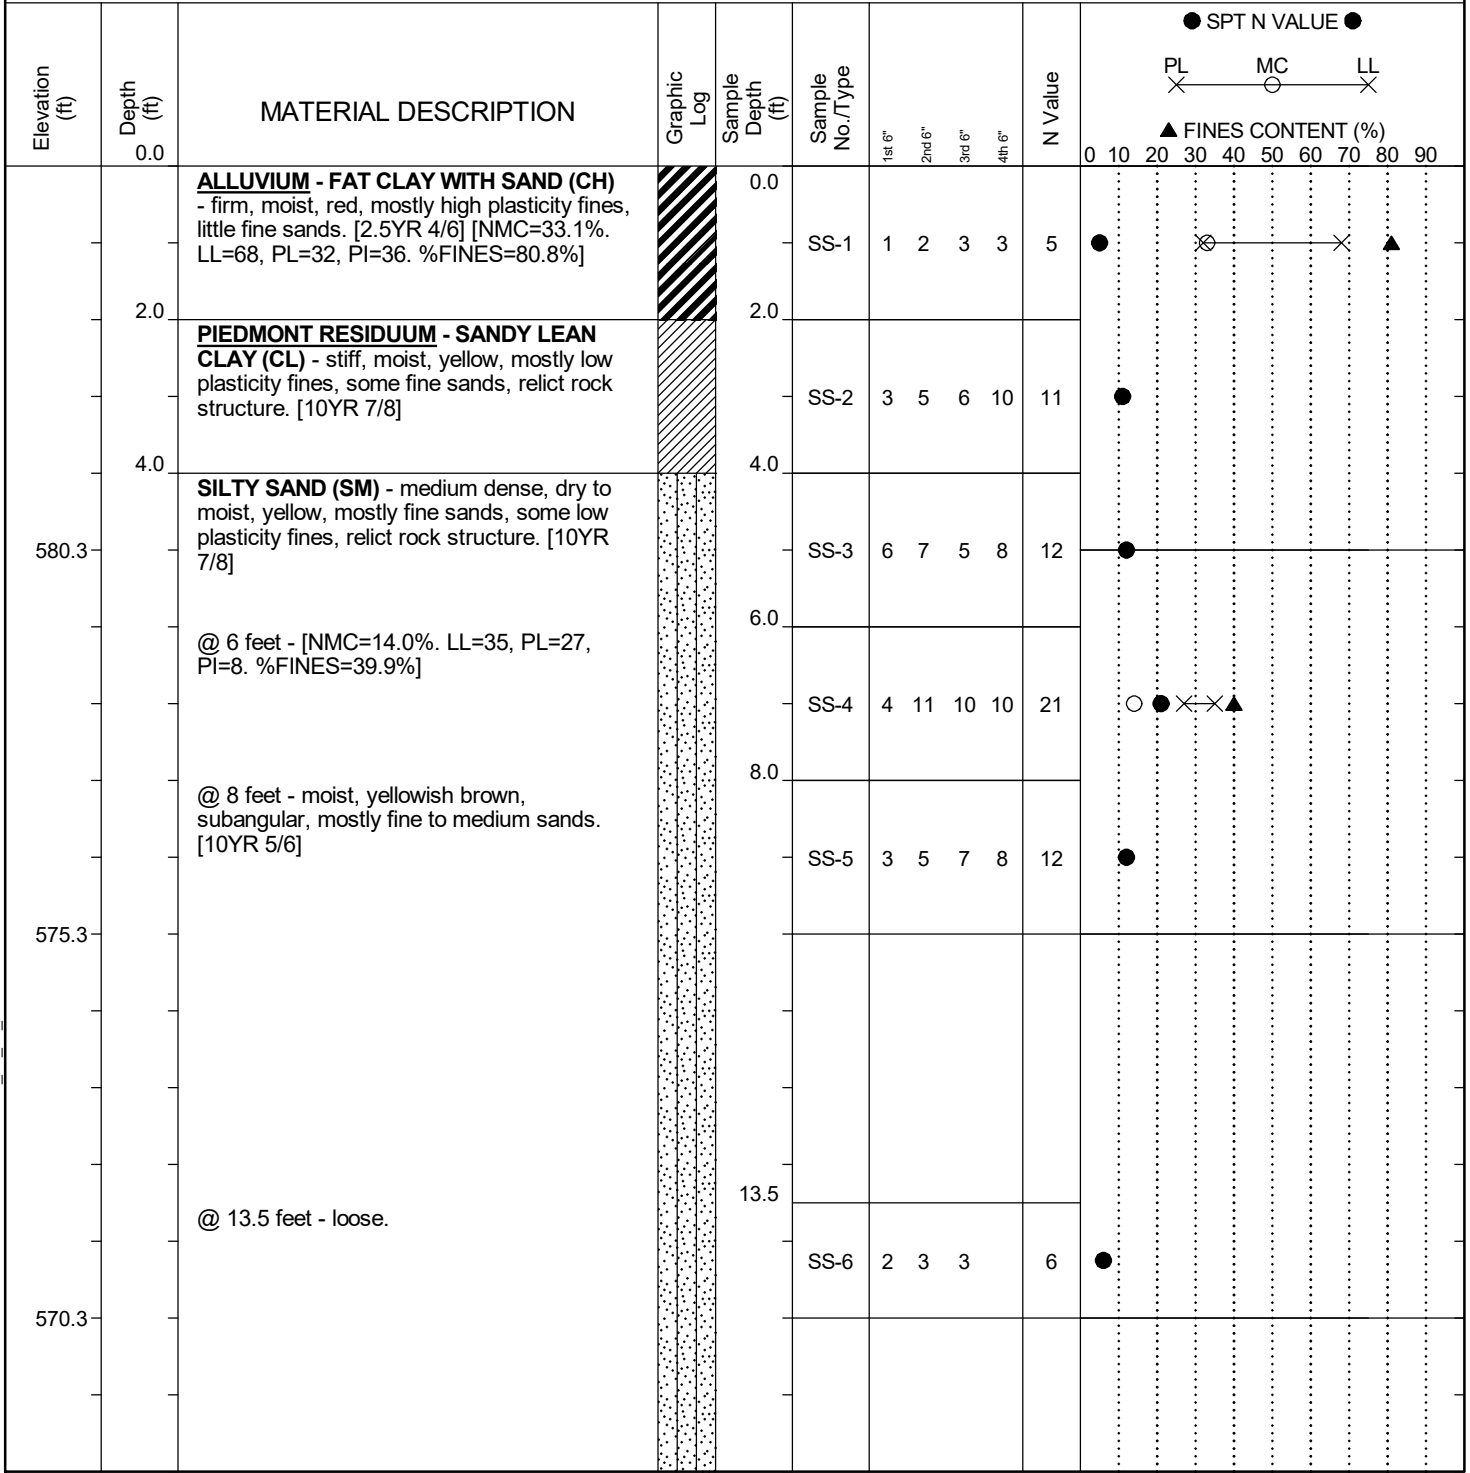 ● SPT N VALUE ●
PL MC LL
▲ FINES CONTENT (%)
0 10 20 30 40 50 60 70 80 90
Elevation
(ft)
Depth
(ft)
0.0
MATERIAL DESCRIPTION
Graphic
Log
Sample
Depth
(ft)
Sample
No./Type
1st 6"
2nd 6"
3rd 6"
4th 6"
N Value
ALLUVIUM - FAT CLAY WITH SAND (CH)
- firm, moist, red, mostly high plasticity fines,
little fine sands. [2.5YR 4/6] [NMC=33.1%.
LL=68, PL=32, PI=36. %FINES=80.8%]
0.0
SS-1 1 2 3 3 5
2.0
2.0
PIEDMONT RESIDUUM - SANDY LEAN
CLAY (CL) - stiff, moist, yellow, mostly low
plasticity fines, some fine sands, relict rock
structure. [10YR 7/8]
SS-2 3 5 6 10 11
4.0
4.0
SILTY SAND (SM) - medium dense, dry to
moist, yellow, mostly fine sands, some low
plasticity fines, relict rock structure. [10YR
7/8]
580.3
SS-3 6 7 5 8 12
6.0
@ 6 feet - [NMC=14.0%. LL=35, PL=27,
PI=8. %FINES=39.9%]
SS-4 4 11 10 10 21
8.0
@ 8 feet - moist, yellowish brown,
subangular, mostly fine to medium sands.
[10YR 5/6]
SS-5 3 5 7 8 12
575.3
13.5
@ 13.5 feet - loose.
SS-6 2 3 3 6
570.3